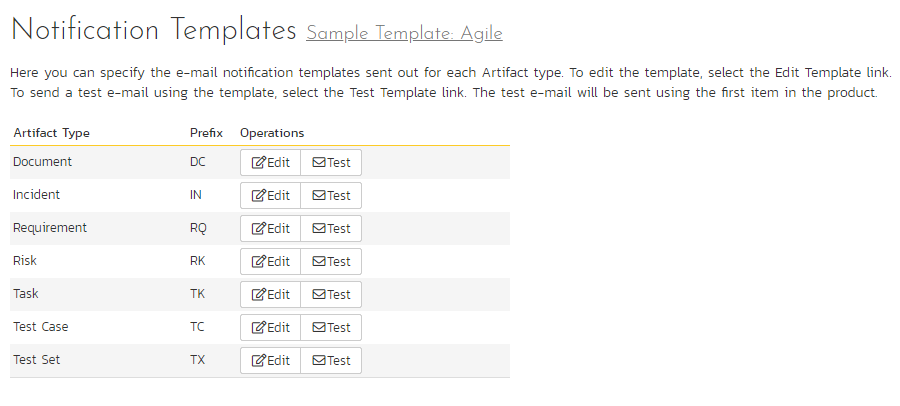 Notification Templates Sample Template: Agile
Here you can specify the e-mail notification templates sent out for each Artifact type. To edit the template, select the Edit Template link.
To send a test e-mail using the template, select the Test Template link. The test e-mail will be sent using the first item in the product.
Artifact Type Prefix Operations
Document DC Edit Test
Incident IN Edit Test
Requirement RQ Edit Test
Risk RK Edit Test
Task TK Edit Test
Test Case TC Edit Test
Test Set TX Edit Test